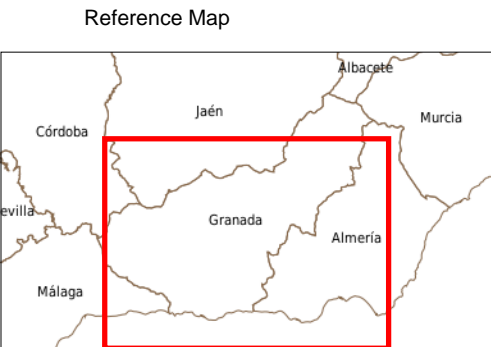 Reference Map
Albacete
Jaén
Murcia
Córdoba
evilla
Granada
Almería
Málaga